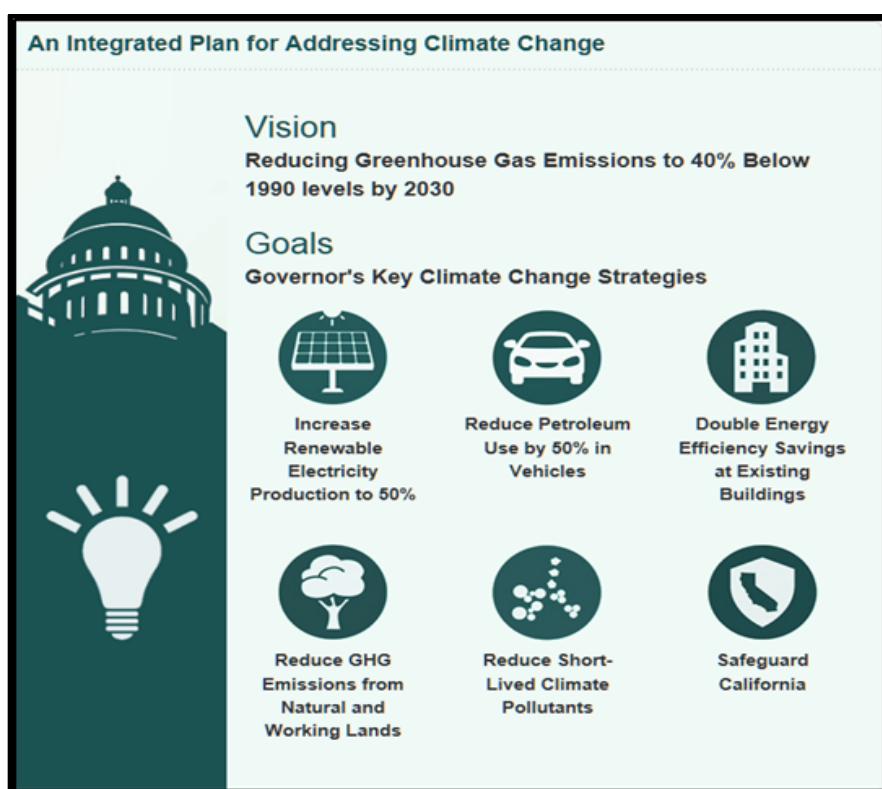 An Integrated Plan for Addressing Climate Change
Vision
Reducing Greenhouse Gas Emissions to 40% Below
1990 levels by 2030
Goals
Governor's Key Climate Change Strategies
Increase
Renewable
Electricity
Production to 50%
Reduce Petroleum
Use by 50% in
Vehicles
Double Energy
Efficiency Savings
at Existing
Buildings
Reduce GHG
Emissions from
Natural and
Working Lands
Reduce Short-
Lived Climate
Pollutants
Safeguard
California